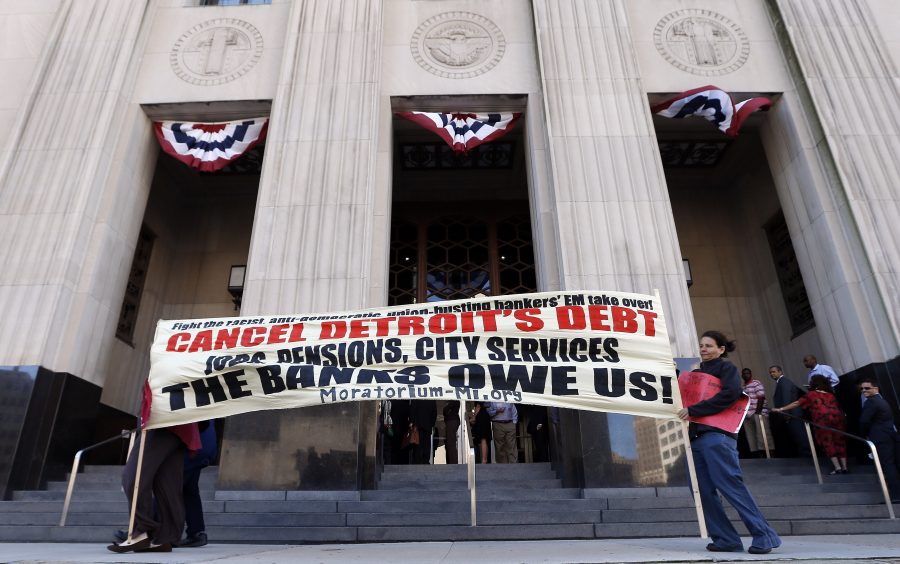 Fight the racist, anti-democratic, union-busting bankers' EM take over!
CANCEL DETROIT'S DEBT
JOBS, PENSIONS, CITY SERVICES
THE BANKS OWE US!
Moratorium-Mi.org